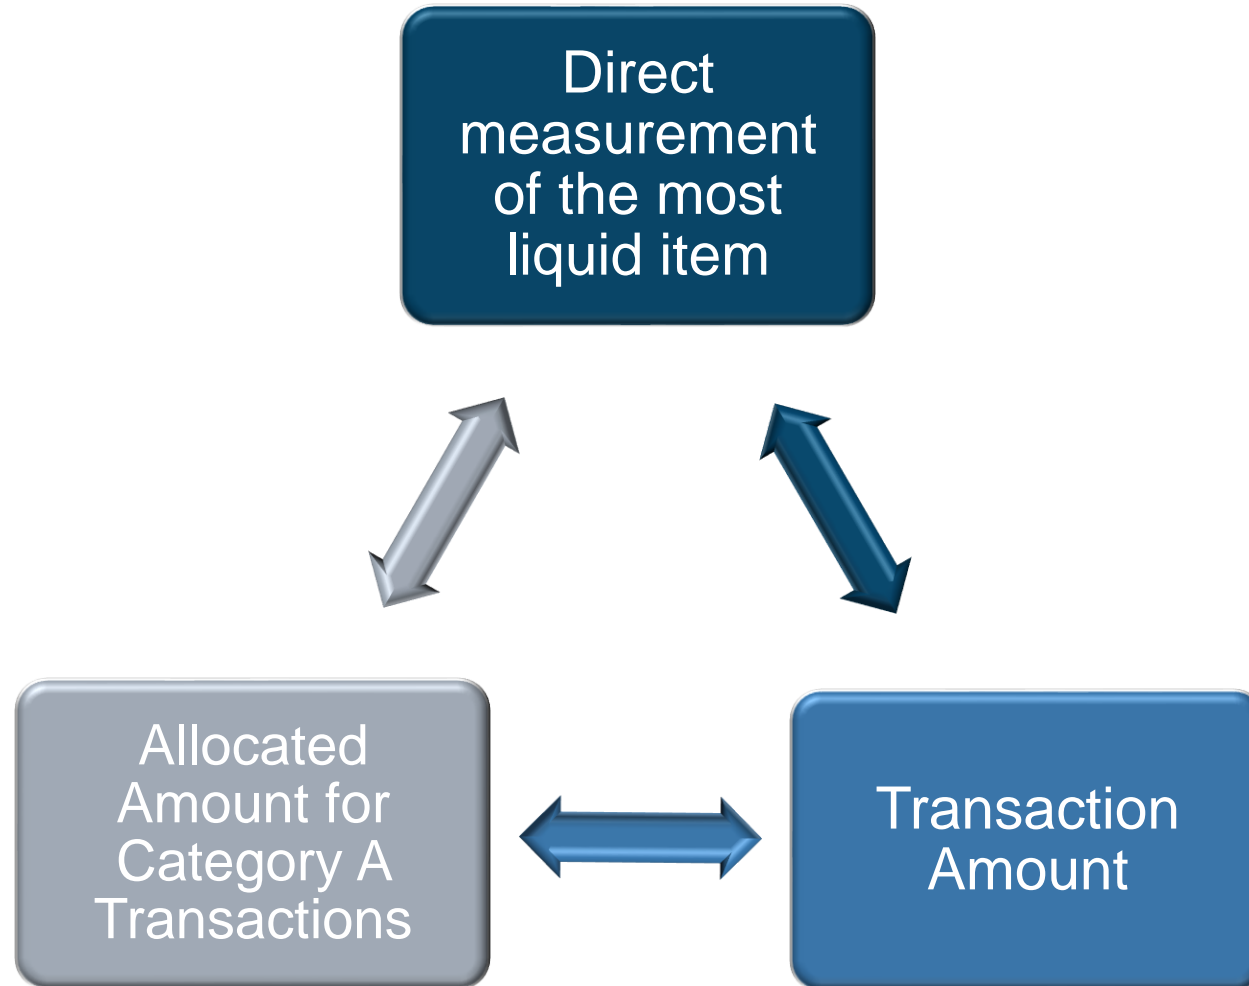 Direct
measurement
of the most
liquid item
Allocated
Amount for
Category A
Transactions
Transaction
Amount